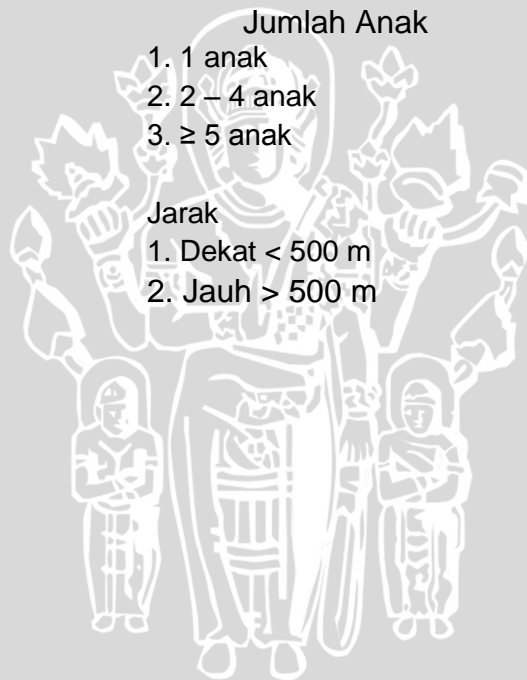 Jumlah Anak
1. 1 anak
2. 2 – 4 anak
3. ≥ 5 anak
Jarak
1. Dekat < 500 m
2. Jauh > 500 m